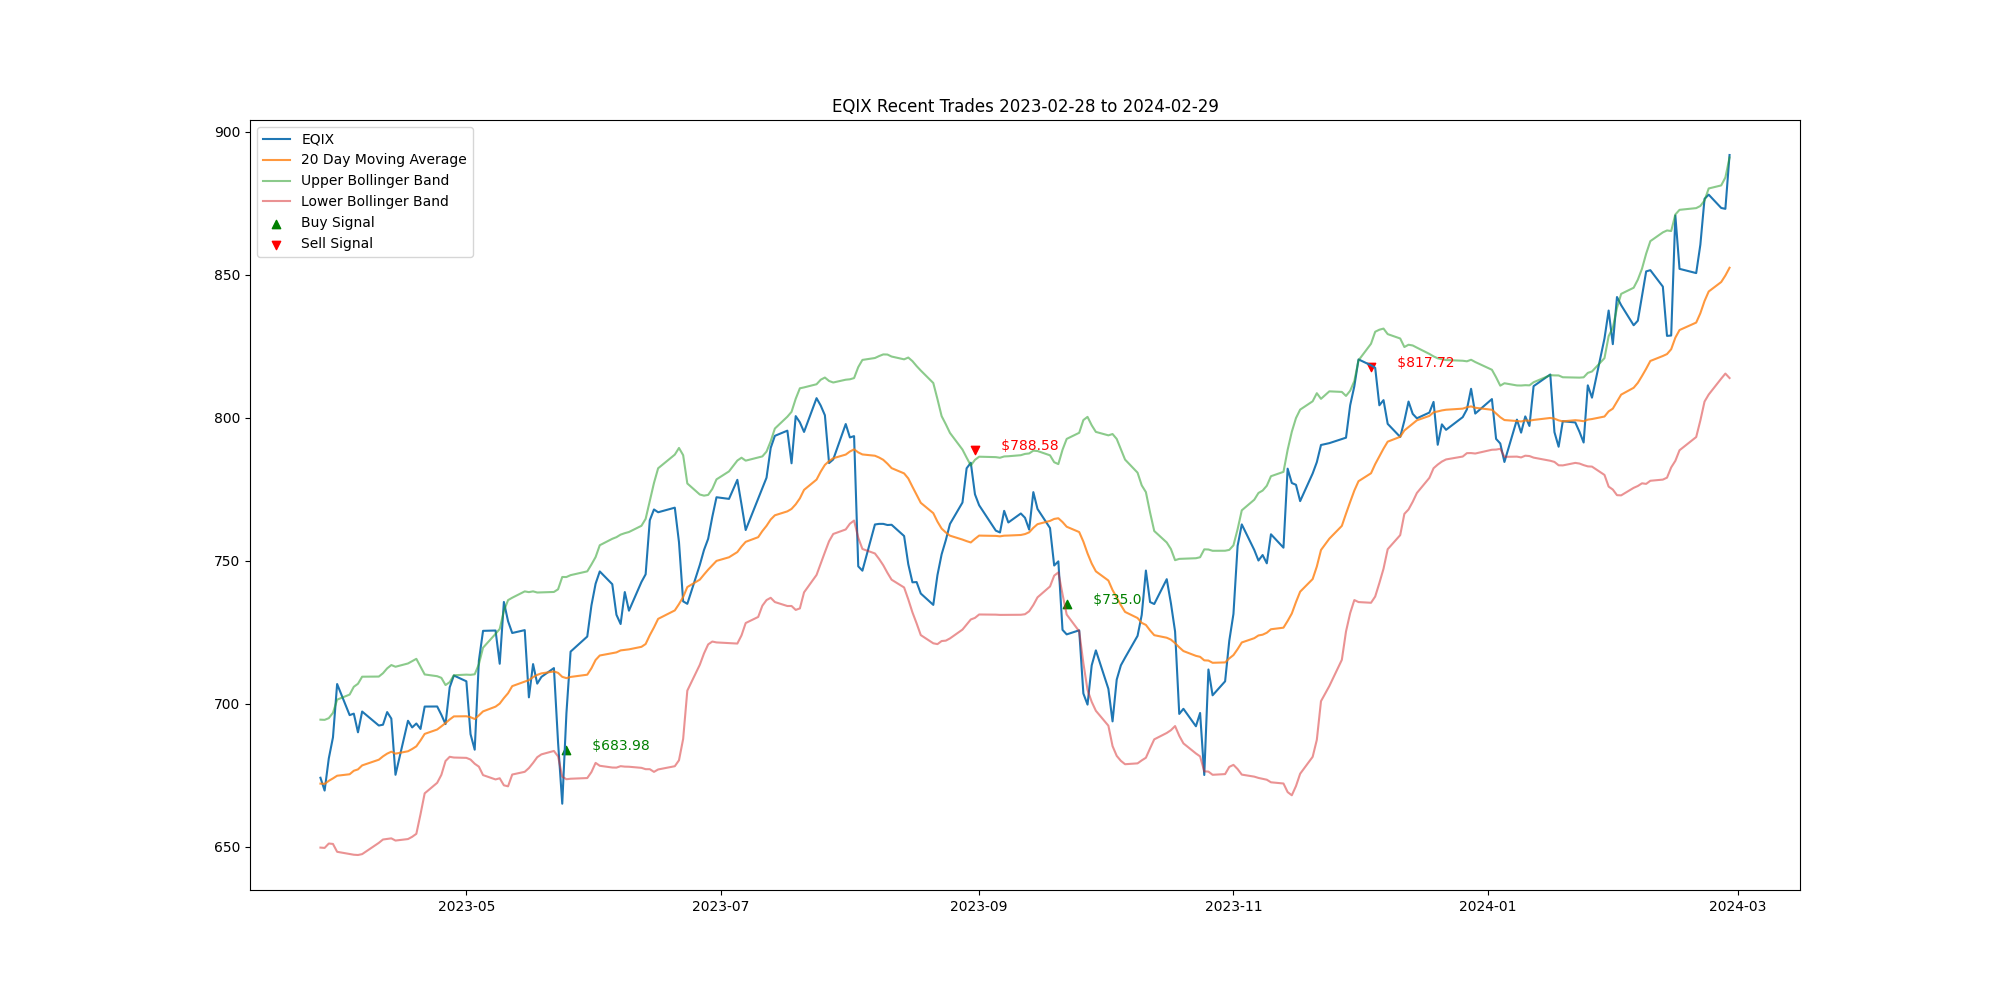 EQIX Recent Trades 2023-02-28 to 2024-02-29
900
850
800
750
700
650
EQIX
20 Day Moving Average
Upper Bollinger Band
Lower Bollinger Band
Buy Signal
Sell Signal
$817.72
$788.58
$735.0
$683.98
2023-05
2023-07
2023-09
2023-11
2024-01
2024-03